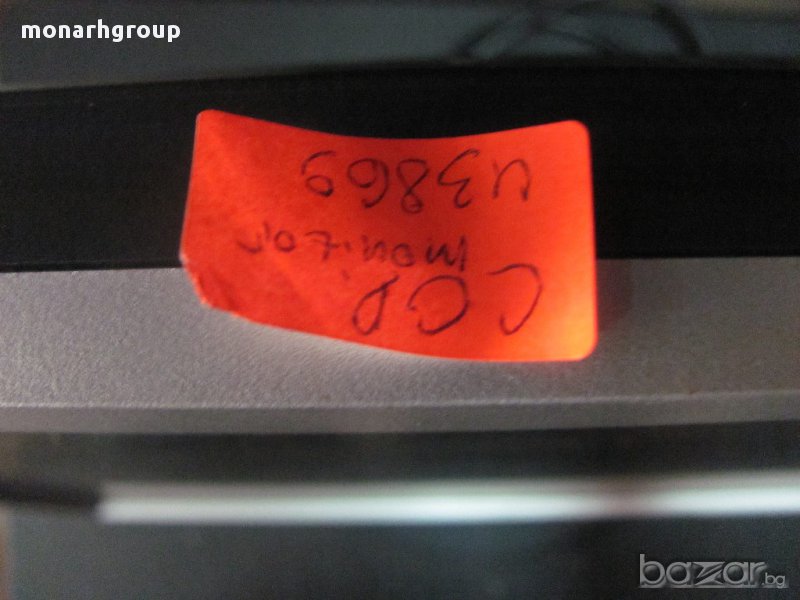 monarhgroup
LCD
monitor
u3869
bazar.bg